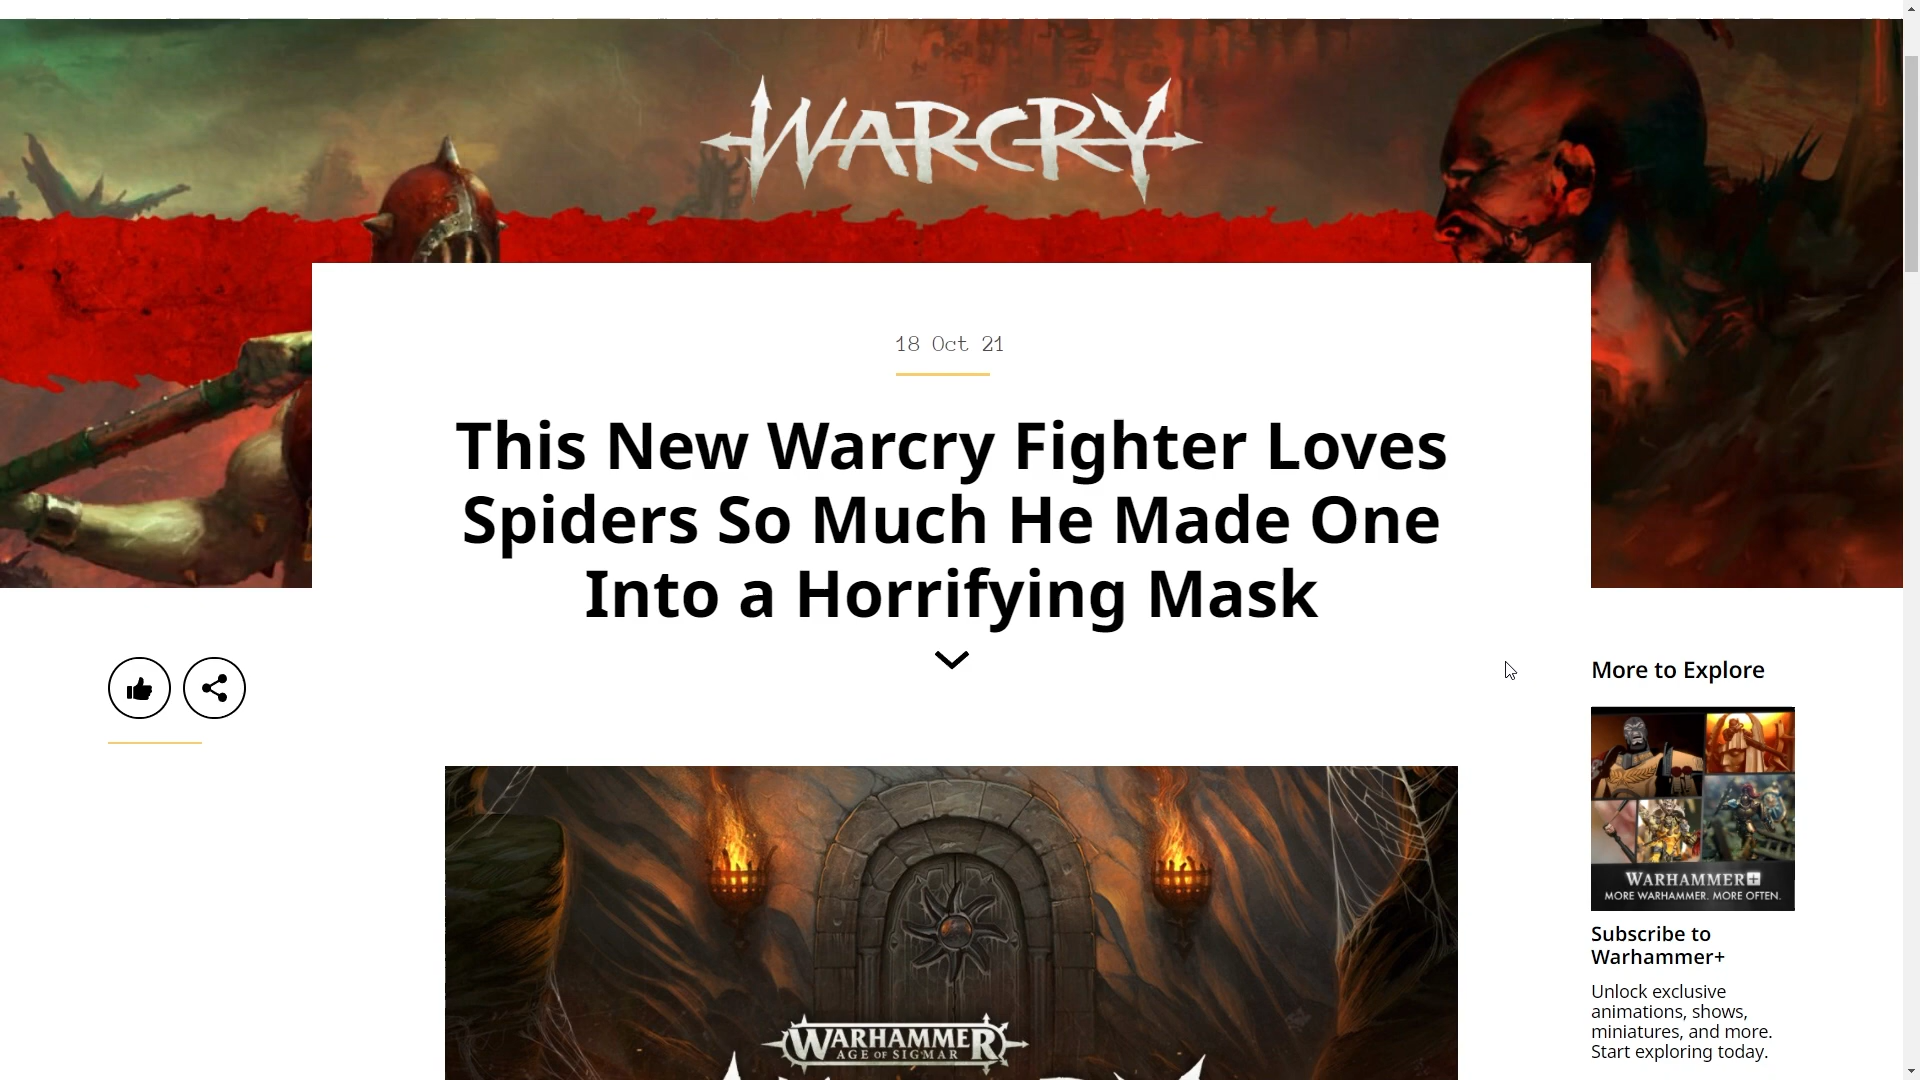 WARCRY
18 Oct 21
This New Warcry Fighter Loves
Spiders So Much He Made One
Into a Horrifying Mask
More to Explore
WARHAMMER+
MORE WARHAMMER. MORE OFTEN.
Subscribe to
Warhammer+
Unlock exclusive
animations, shows,
miniatures, and more.
Start exploring today.
WARHAMMER
AGE OF SIGMAR